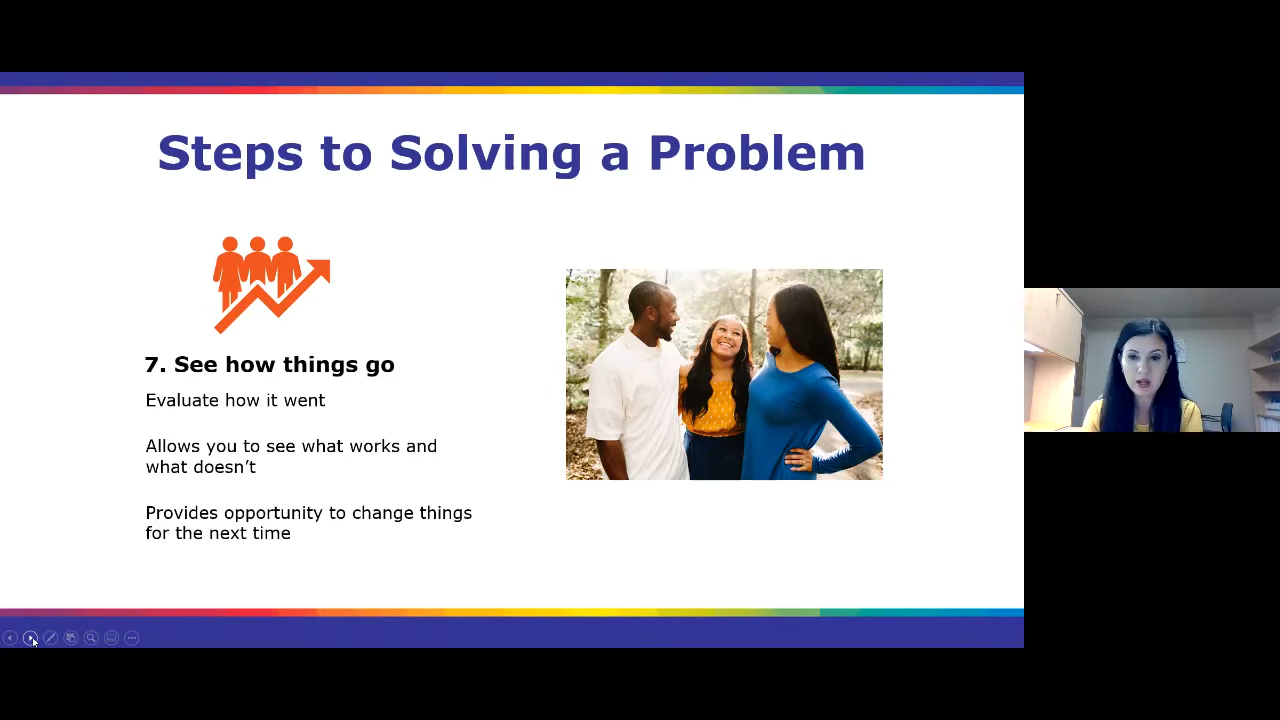 Steps to Solving a Problem
7. See how things go
Evaluate how it went
Allows you to see what works and
what doesn't
Provides opportunity to change things
for the next time